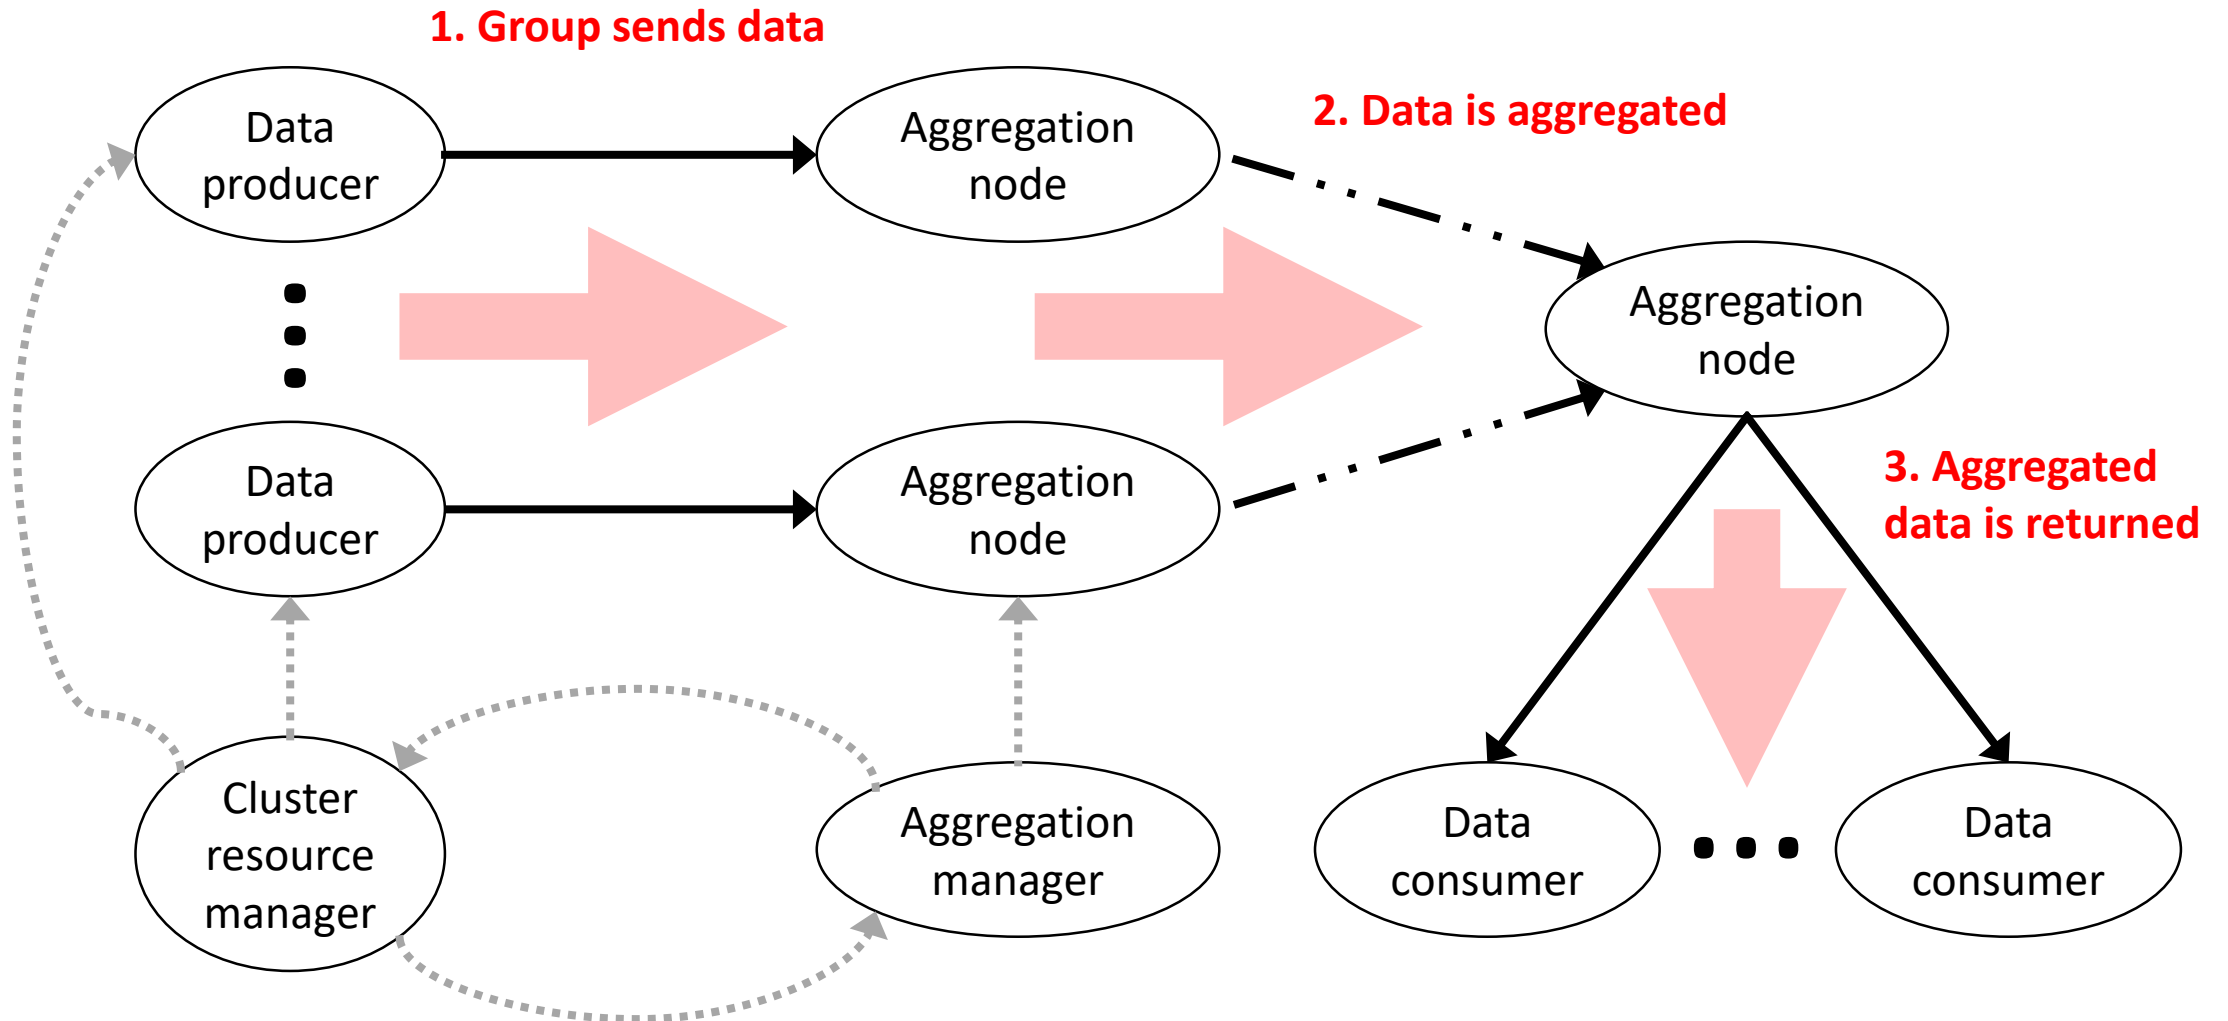 1. Group sends data
Data
producer
Aggregation
node
2. Data is aggregated
Aggregation
node
Data
producer
Aggregation
node
3. Aggregated
data is returned
Cluster
resource
manager
Aggregation
manager
Data
consumer
Data
consumer